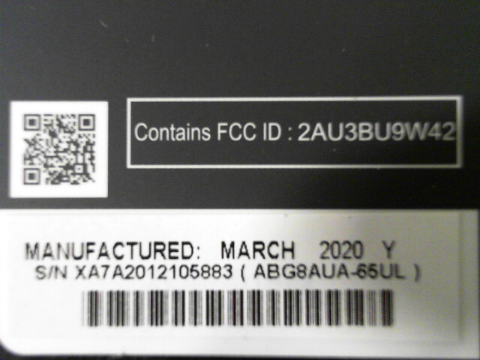 Contains FCC ID : 2AU3BU9W42
MANUFACTURED: MARCH 2020 Y
S/N XA7A2012105883 ( ABG8AUA-65UL )